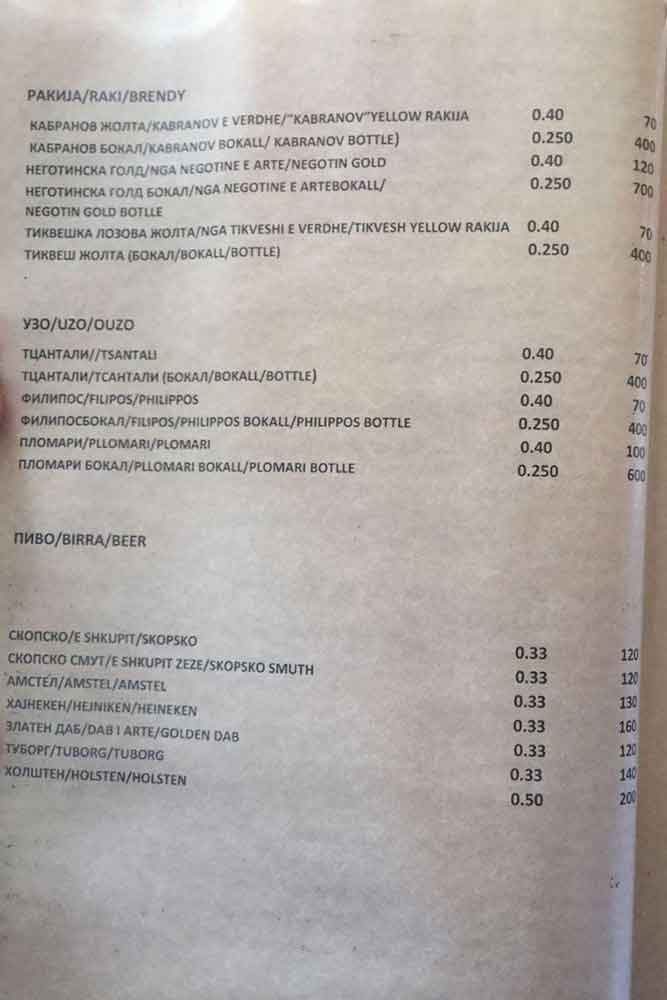 РАКИЈА/RAKI/BRENDY
КАБРАНОВ ЖОЛТА/KABRANOV E VERDHE/"KABRANOV"YELLOW RAKIJA 0.40 70
КАБРАНОВ БОКАЛ/KABRANOV BOKALL/ KABRANOV BOTTLE) 0.250 400
НЕГОТИНСКА ГОЛД/NGA NEGOTINE E ARTE/NEGOTIN GOLD 0.40 120
НЕГОТИНСКА ГОЛД БОКАЛ/NGA NEGOTINE E ARTEBOKALL/ 0.250 700
NEGOTIN GOLD BOTLLE
ТИКВЕШКА ЛОЗОВА ЖОЛТА/NGA TIKVESHI E VERDHE/TIKVESH YELLOW RAKIJA 0.40 70
ТИКВЕШ ЖОЛТА (БОКАЛ/BOKALL/BOTTLE) 0.250 400
УЗО/UZO/OUZO
ТЦАНТАЛИ//TSANTALI 0.40 70
ТЦАНТАЛИ/ТСАНТАЛИ (БОКАЛ/BOKALL/BOTTLE) 0.250 400
ФИЛИПОС/FILIPOS/PHILIPPOS 0.40 70
ФИЛИПОСБОКАЛ/FILIPOS/PHILIPPOS BOKALL/PHILIPPOS BOTTLE 0.250 400
ПЛОМАРИ/PLLOMARI/PLOMARI 0.40 100
ПЛОМАРИ БОКАЛ/PLLOMARI BOKALL/PLOMARI BOTLLE 0.250 600
ПИВО/BIRRA/BEER
СКОПСКО/E SHKUPIT/SKOPSKO 0.33 120
СКОПСКО СМУТ/E SHKUPIT ZEZE/SKOPSKO SMUTH 0.33 120
АМСТЕЛ/AMSTEL/AMSTEL 0.33 130
ХАЈНЕКЕН/HEJNIKEN/HEINEKEN 0.33 160
ЗЛАТЕН ДАБ/DAB I ARTE/GOLDEN DAB 0.33 120
ТУБОРГ/TUBORG/TUBORG 0.33 140
ХОЛШТЕН/HOLSTEN/HOLSTEN 0.50 200